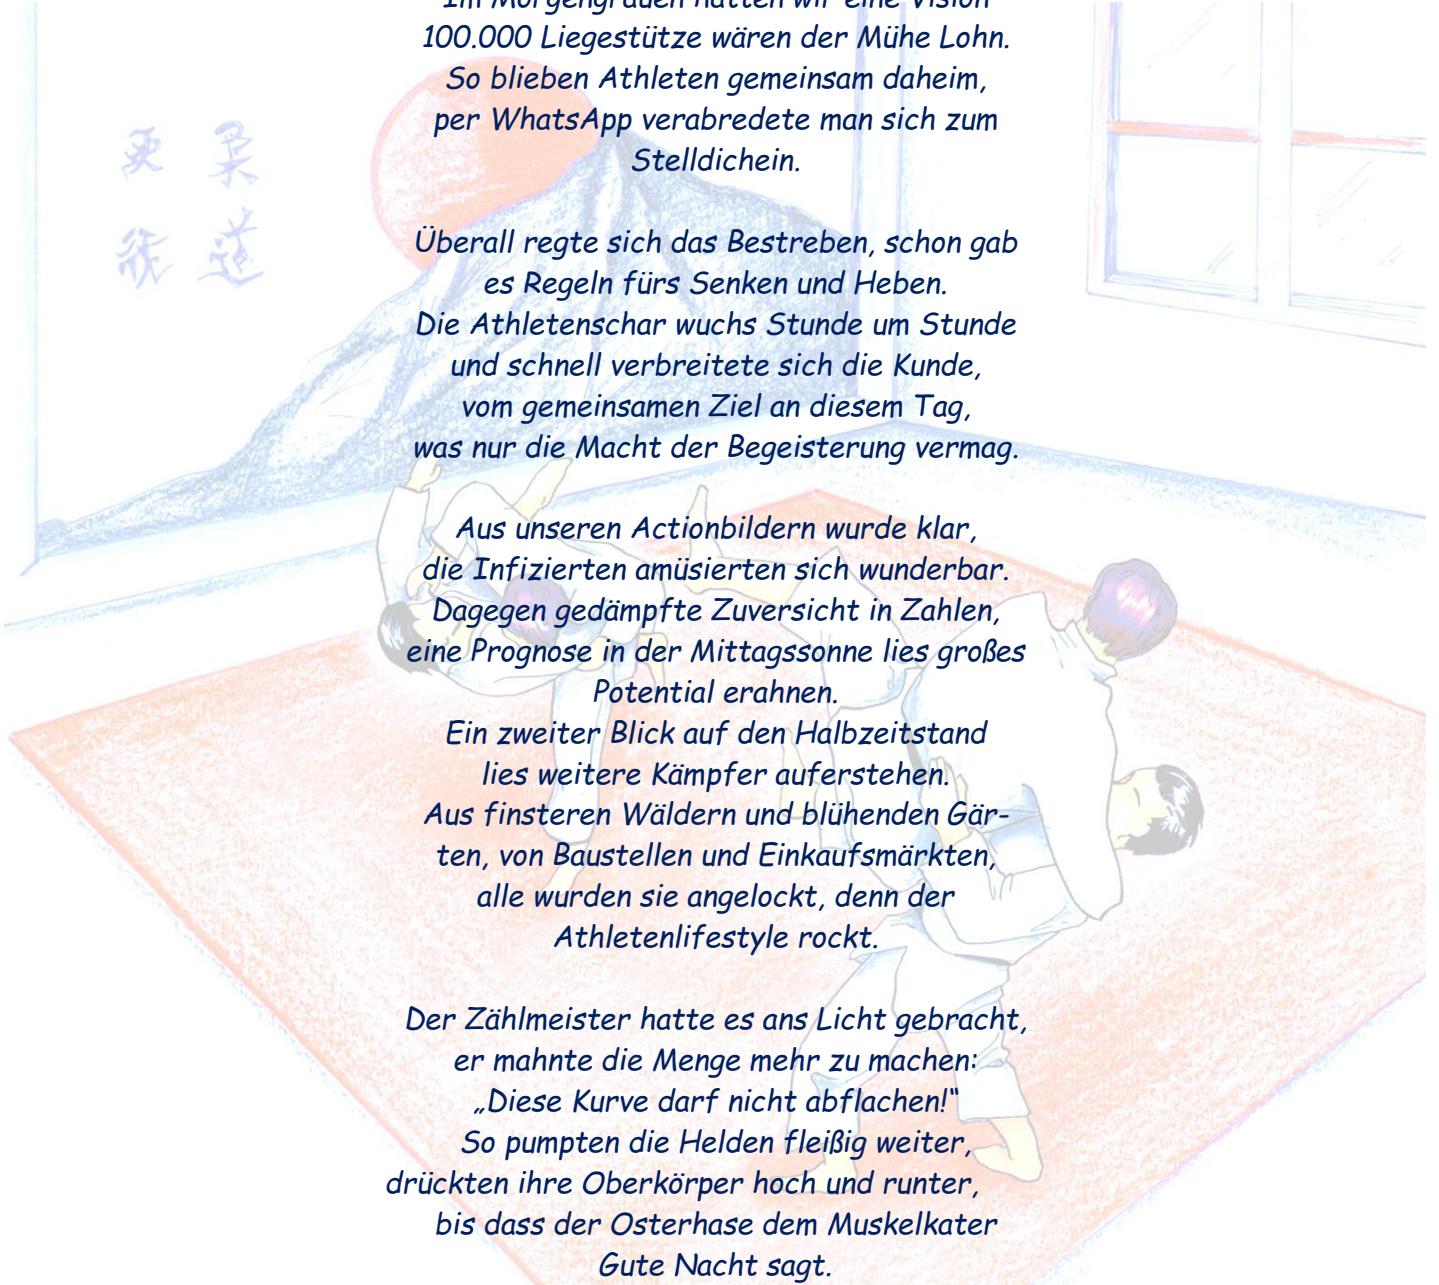 Im Morgengrauen hatten wir eine Vision
100.000 Liegestütze wären der Mühe Lohn.
So blieben Athleten gemeinsam daheim,
per WhatsApp verabredete man sich zum
Stelldichein.
Überall regte sich das Bestreben, schon gab
es Regeln fürs Senken und Heben.
Die Athletenschar wuchs Stunde um Stunde
und schnell verbreitete sich die Kunde,
vom gemeinsamen Ziel an diesem Tag,
was nur die Macht der Begeisterung vermag.
Aus unseren Actionbildern wurde klar,
die Infizierten amüsierten sich wunderbar.
Dagegen gedämpfte Zuversicht in Zahlen,
eine Prognose in der Mittagssonne lies großes
Potential erahnen.
Ein zweiter Blick auf den Halbzeitstand
lies weitere Kämpfer auferstehen.
Aus finsteren Wäldern und blühenden Gär-
ten, von Baustellen und Einkaufsmärkten,
alle wurden sie angelockt, denn der
Athletenlifestyle rockt.
Der Zählmeister hatte es ans Licht gebracht,
er mahnte die Menge mehr zu machen:
„Diese Kurve darf nicht abflachen!“
So pumpten die Helden fleißig weiter,
drückten ihre Oberkörper hoch und runter,
bis dass der Osterhase dem Muskelkater
Gute Nacht sagt.